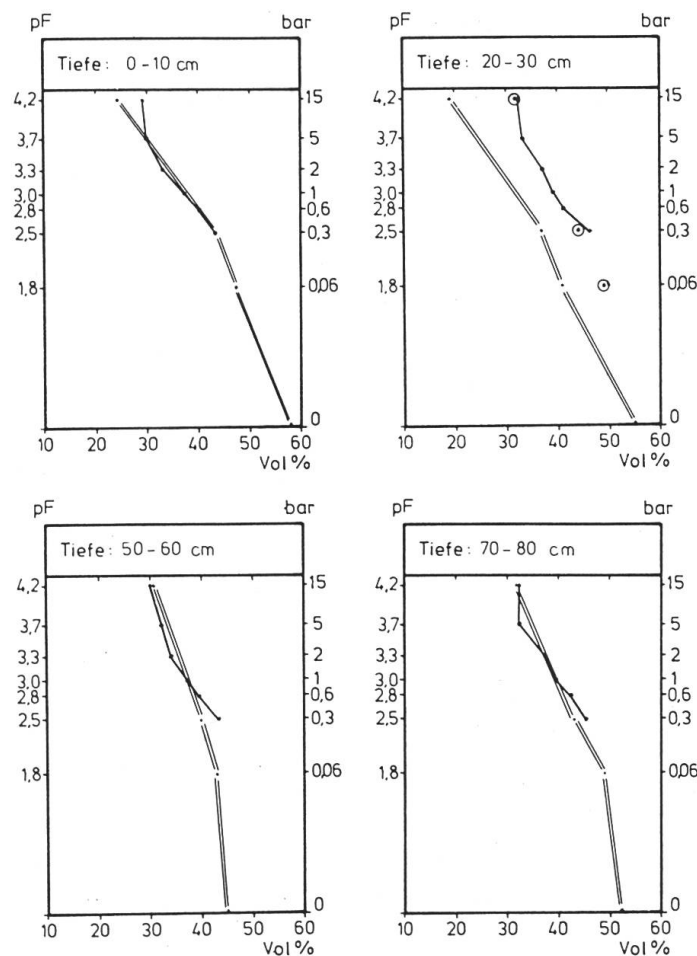 pF bar
Tiefe: 0-10 cm
4,2 15
3,7 5
3,3 2
3,0 1
2,8 0,6
2,5 0,3
1,8 0,06
0
10 20 30 40 50 60
Vol %
pF bar
Tiefe: 20-30 cm
4,2 15
3,7 5
3,3 2
3,0 1
2,8 0,6
2,5 0,3
1,8 0,06
0
10 20 30 40 50 60
Vol %
pF bar
Tiefe: 50-60 cm
4,2 15
3,7 5
3,3 2
3,0 1
2,8 0,6
2,5 0,3
1,8 0,06
0
10 20 30 40 50 60
Vol %
pF bar
Tiefe: 70-80 cm
4,2 15
3,7 5
3,3 2
3,0 1
2,8 0,6
2,5 0,3
1,8 0,06
0
10 20 30 40 50 60
Vol %